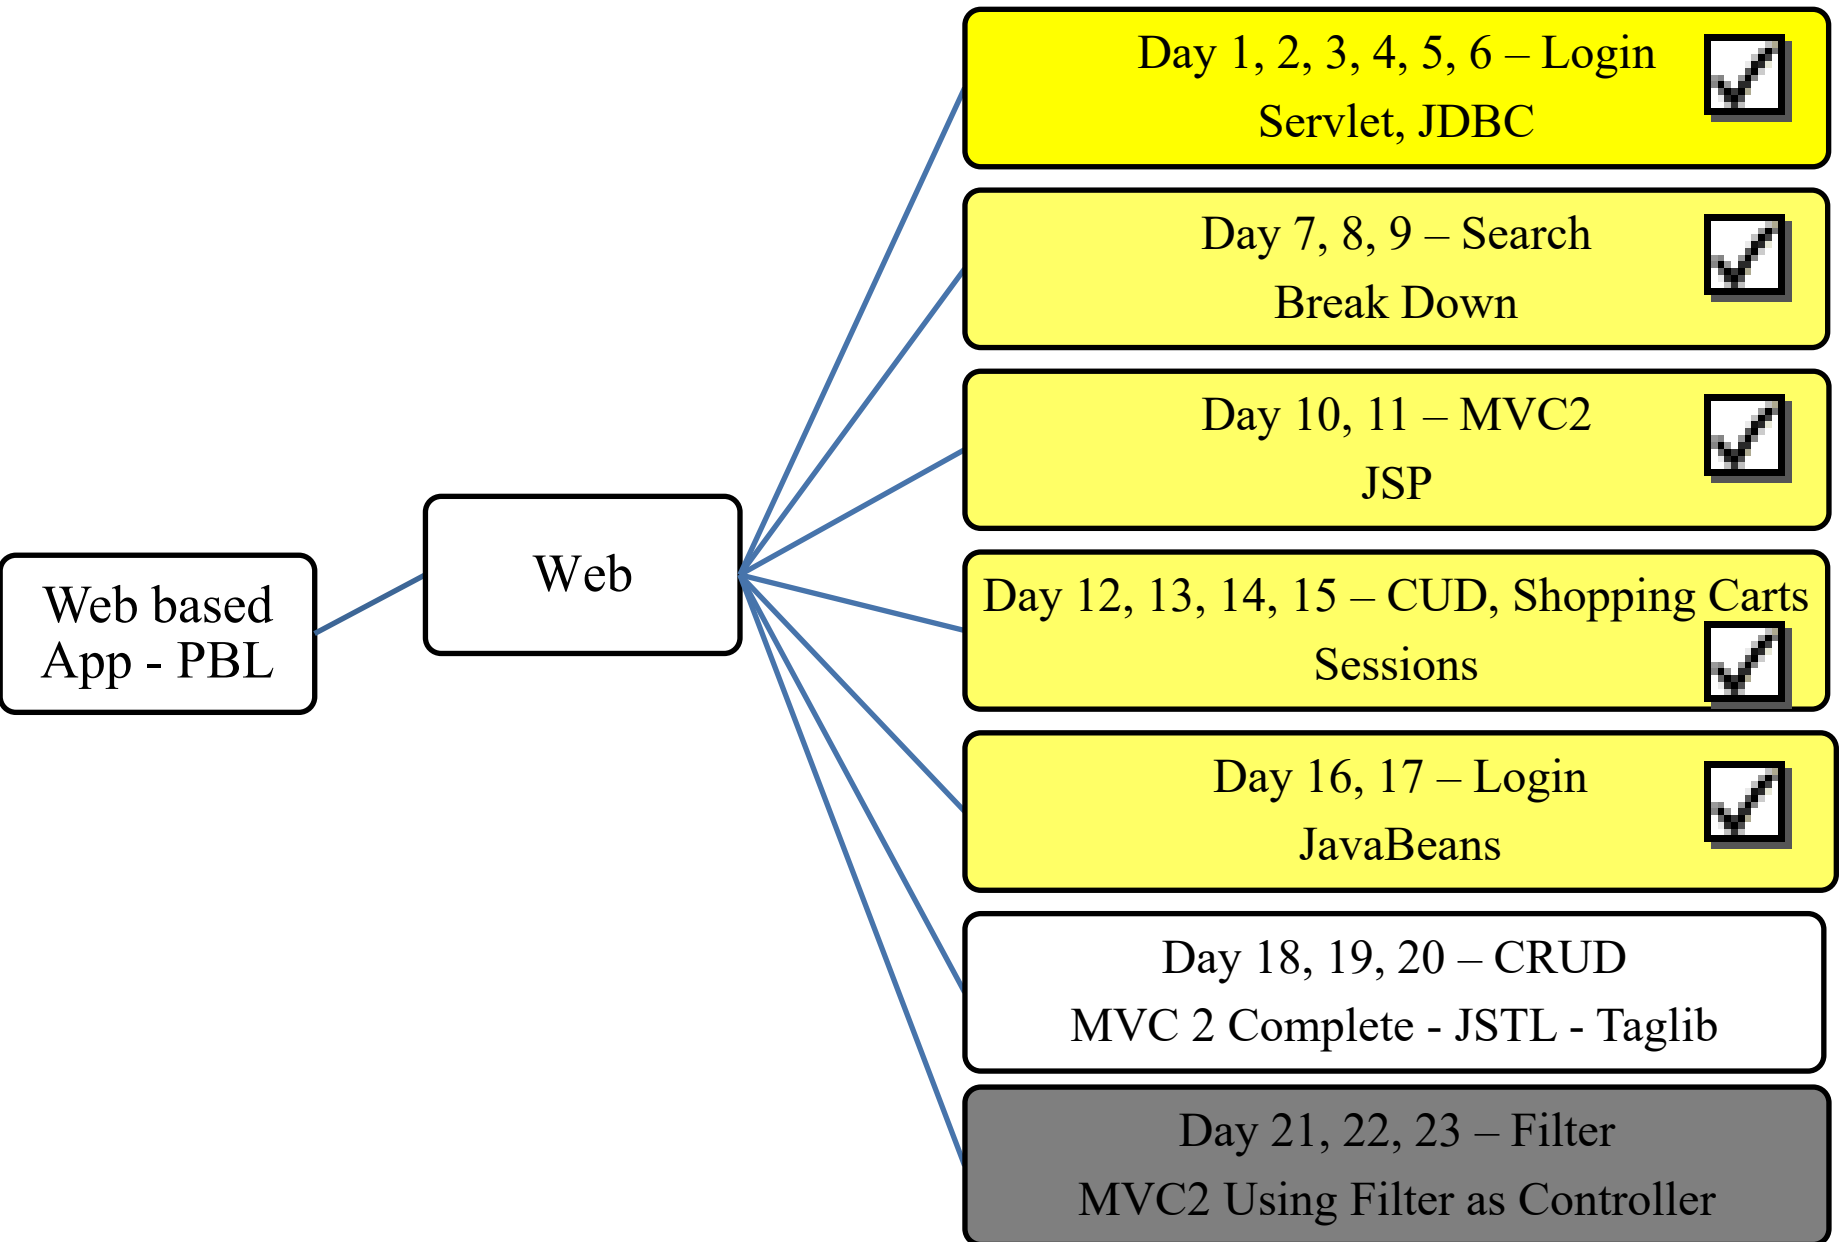 Day 1, 2, 3, 4, 5, 6 – Login
Servlet, JDBC
Day 7, 8, 9 – Search
Break Down
Day 10, 11 – MVC2
JSP
Web
Web based
App - PBL
Day 12, 13, 14, 15 – CUD, Shopping Carts
Sessions
Day 16, 17 – Login
JavaBeans
Day 18, 19, 20 – CRUD
MVC 2 Complete - JSTL - Taglib
Day 21, 22, 23 – Filter
MVC2 Using Filter as Controller